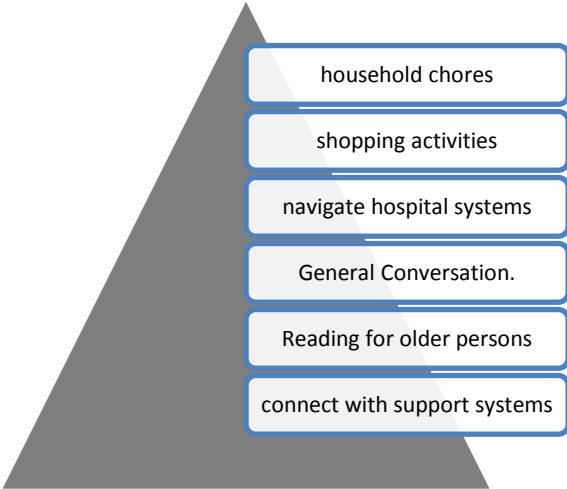 household chores
shopping activities
navigate hospital systems
General Conversation.
Reading for older persons
connect with support systems